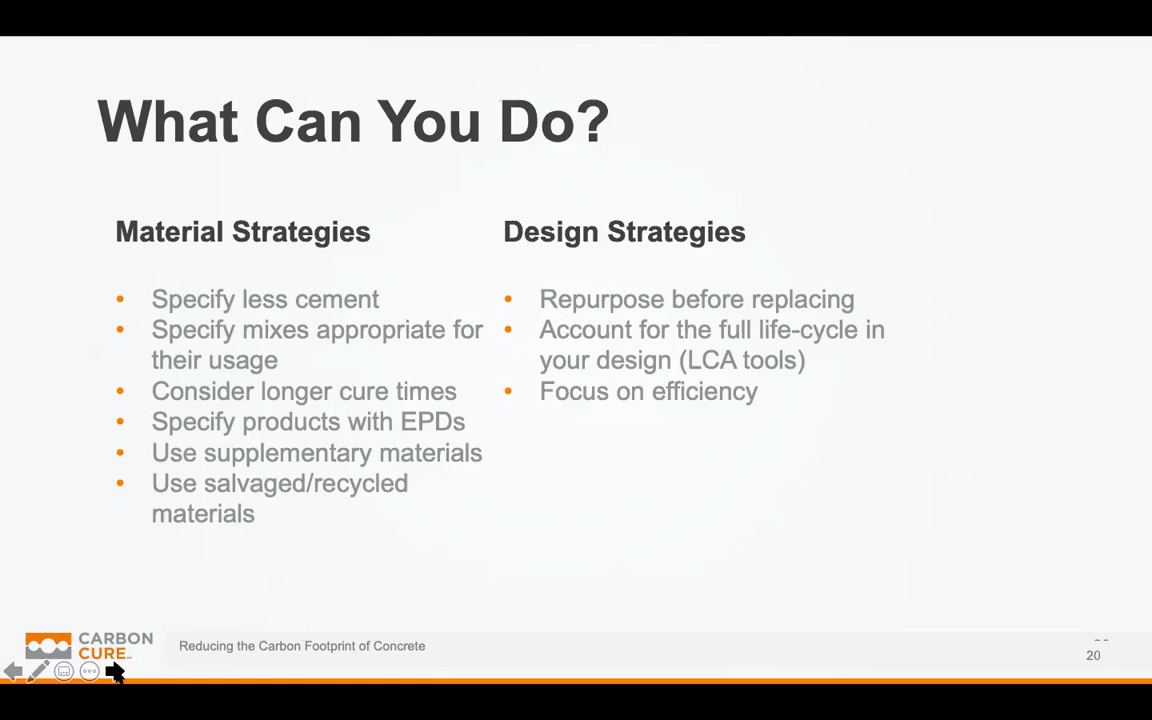 What Can You Do?
Material Strategies
• Specify less cement
• Specify mixes appropriate for
their usage
• Consider longer cure times
• Specify products with EPDs
• Use supplementary materials
• Use salvaged/recycled
materials
Design Strategies
• Repurpose before replacing
• Account for the full life-cycle in
your design (LCA tools)
• Focus on efficiency
CARBON
CURE
Reducing the Carbon Footprint of Concrete
20